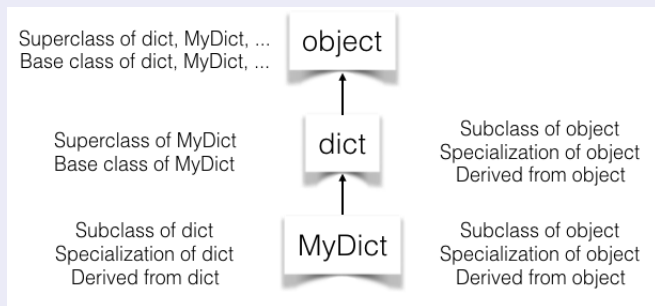 Superclass of dict, MyDict, ...
Base class of dict, MyDict, ...
object
Superclass of MyDict
Base class of MyDict
dict
Subclass of object
Specialization of object
Derived from object
Subclass of dict
Specialization of dict
Derived from dict
MyDict
Subclass of object
Specialization of object
Derived from object